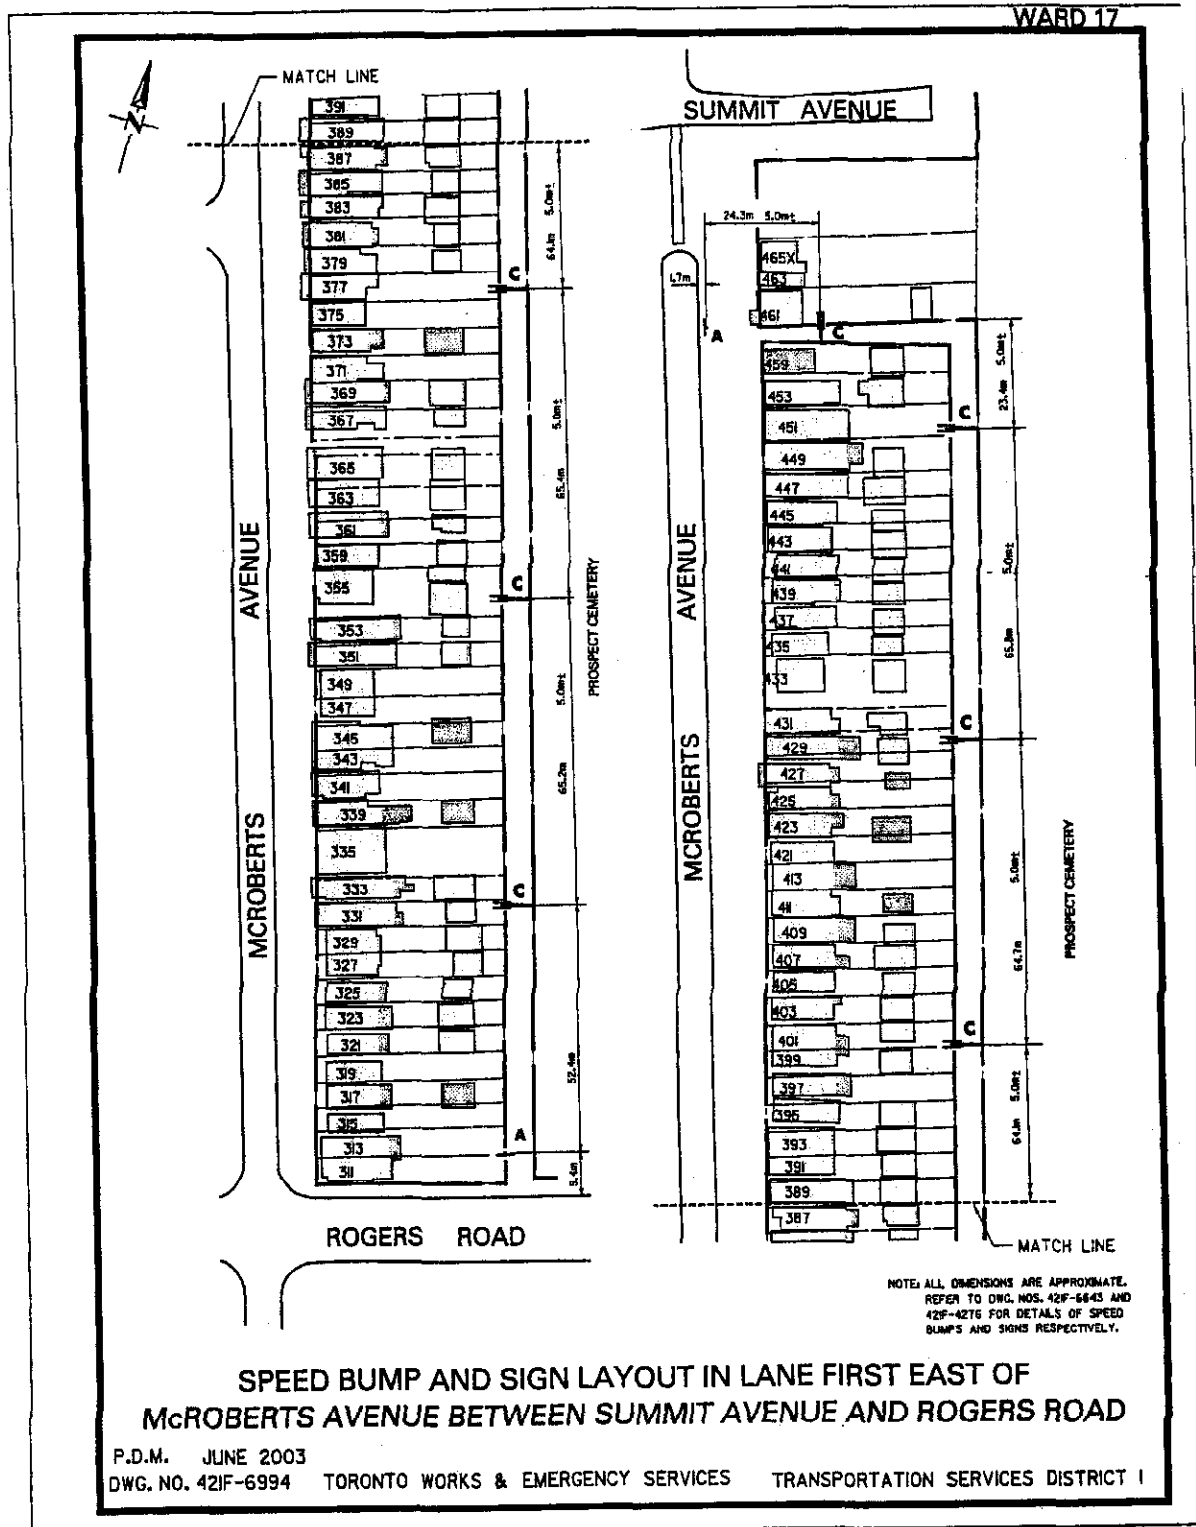 WARD 17
MATCH LINE
N
391
389
387
385
383
381
379
377
375
373
371
369
367
365
363
361
359
355
353
351
349
347
345
343
341
339
335
333
331
329
327
325
323
321
319
317
315
313
311
C
C
C
A
5.0m±
64.1m
5.0m±
65.4m
5.0m±
65.2m
52.4m
5.4m
PROSPECT CEMETERY
MCROBERTS AVENUE
ROGERS ROAD
SUMMIT AVENUE
24.3m 5.0m±
1.7m
A
C
465X
463
461
459
453
451
449
447
445
443
441
439
437
435
433
431
429
427
425
423
421
413
411
409
407
405
403
401
399
397
395
393
391
389
387
C
C
C
5.0m±
23.4m
5.0m±
65.8m
5.0m±
64.7m
5.0m±
64.1m
PROSPECT CEMETERY
MCROBERTS AVENUE
MATCH LINE
NOTE: ALL DIMENSIONS ARE APPROXIMATE.
REFER TO DWG. NOS. 421F-6643 AND
421F-4276 FOR DETAILS OF SPEED
BUMPS AND SIGNS RESPECTIVELY.
SPEED BUMP AND SIGN LAYOUT IN LANE FIRST EAST OF
McROBERTS AVENUE BETWEEN SUMMIT AVENUE AND ROGERS ROAD
P.D.M. JUNE 2003
DWG. NO. 421F-6994 TORONTO WORKS & EMERGENCY SERVICES TRANSPORTATION SERVICES DISTRICT 1